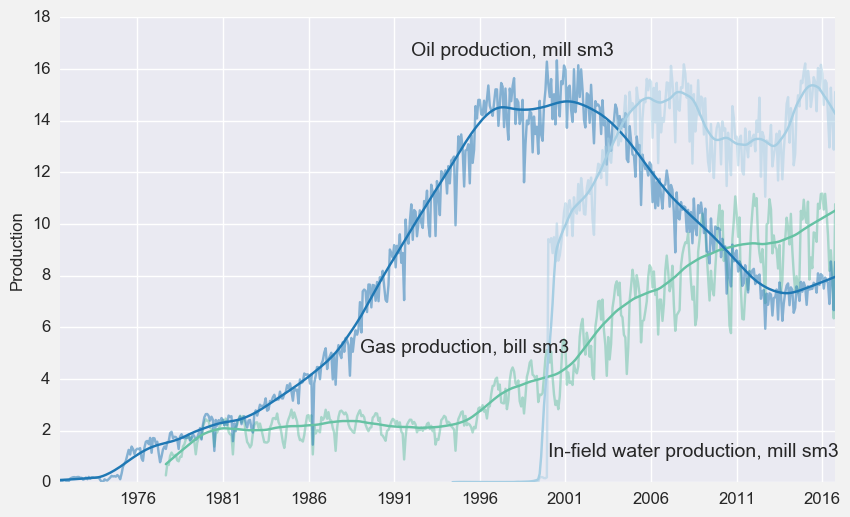 18
16
14
12
10
8
6
4
2
0
Production
Oil production, mill sm3
Gas production, bill sm3
In-field water production, mill sm3
1976 1981 1986 1991 1996 2001 2006 2011 2016